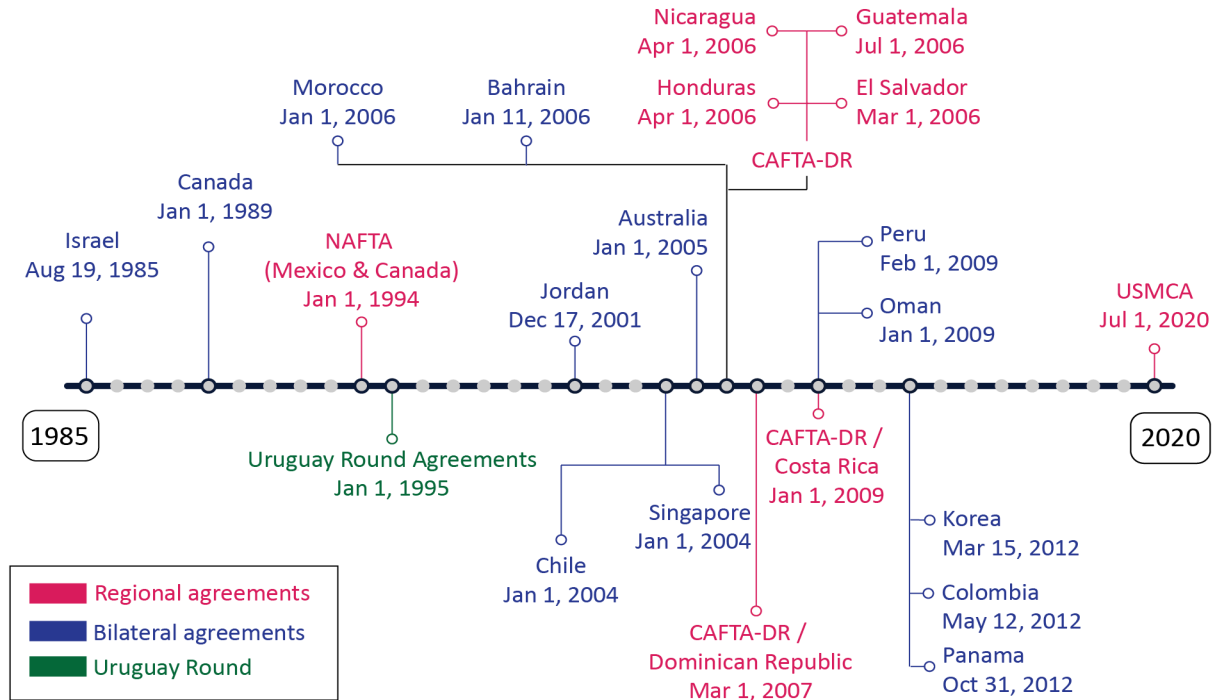 Nicaragua
Apr 1, 2006
Guatemala
Jul 1, 2006
Morocco
Jan 1, 2006
Bahrain
Jan 11, 2006
Honduras
Apr 1, 2006
El Salvador
Mar 1, 2006
CAFTA-DR
Canada
Jan 1, 1989
Israel
Aug 19, 1985
NAFTA
(Mexico & Canada)
Jan 1, 1994
Australia
Jan 1, 2005
Jordan
Dec 17, 2001
Peru
Feb 1, 2009
Oman
Jan 1, 2009
USMCA
Jul 1, 2020
1985
2020
Uruguay Round Agreements
Jan 1, 1995
CAFTA-DR /
Costa Rica
Jan 1, 2009
Singapore
Jan 1, 2004
Chile
Jan 1, 2004
Korea
Mar 15, 2012
Colombia
May 12, 2012
Panama
Oct 31, 2012
CAFTA-DR /
Dominican Republic
Mar 1, 2007
Regional agreements
Bilateral agreements
Uruguay Round